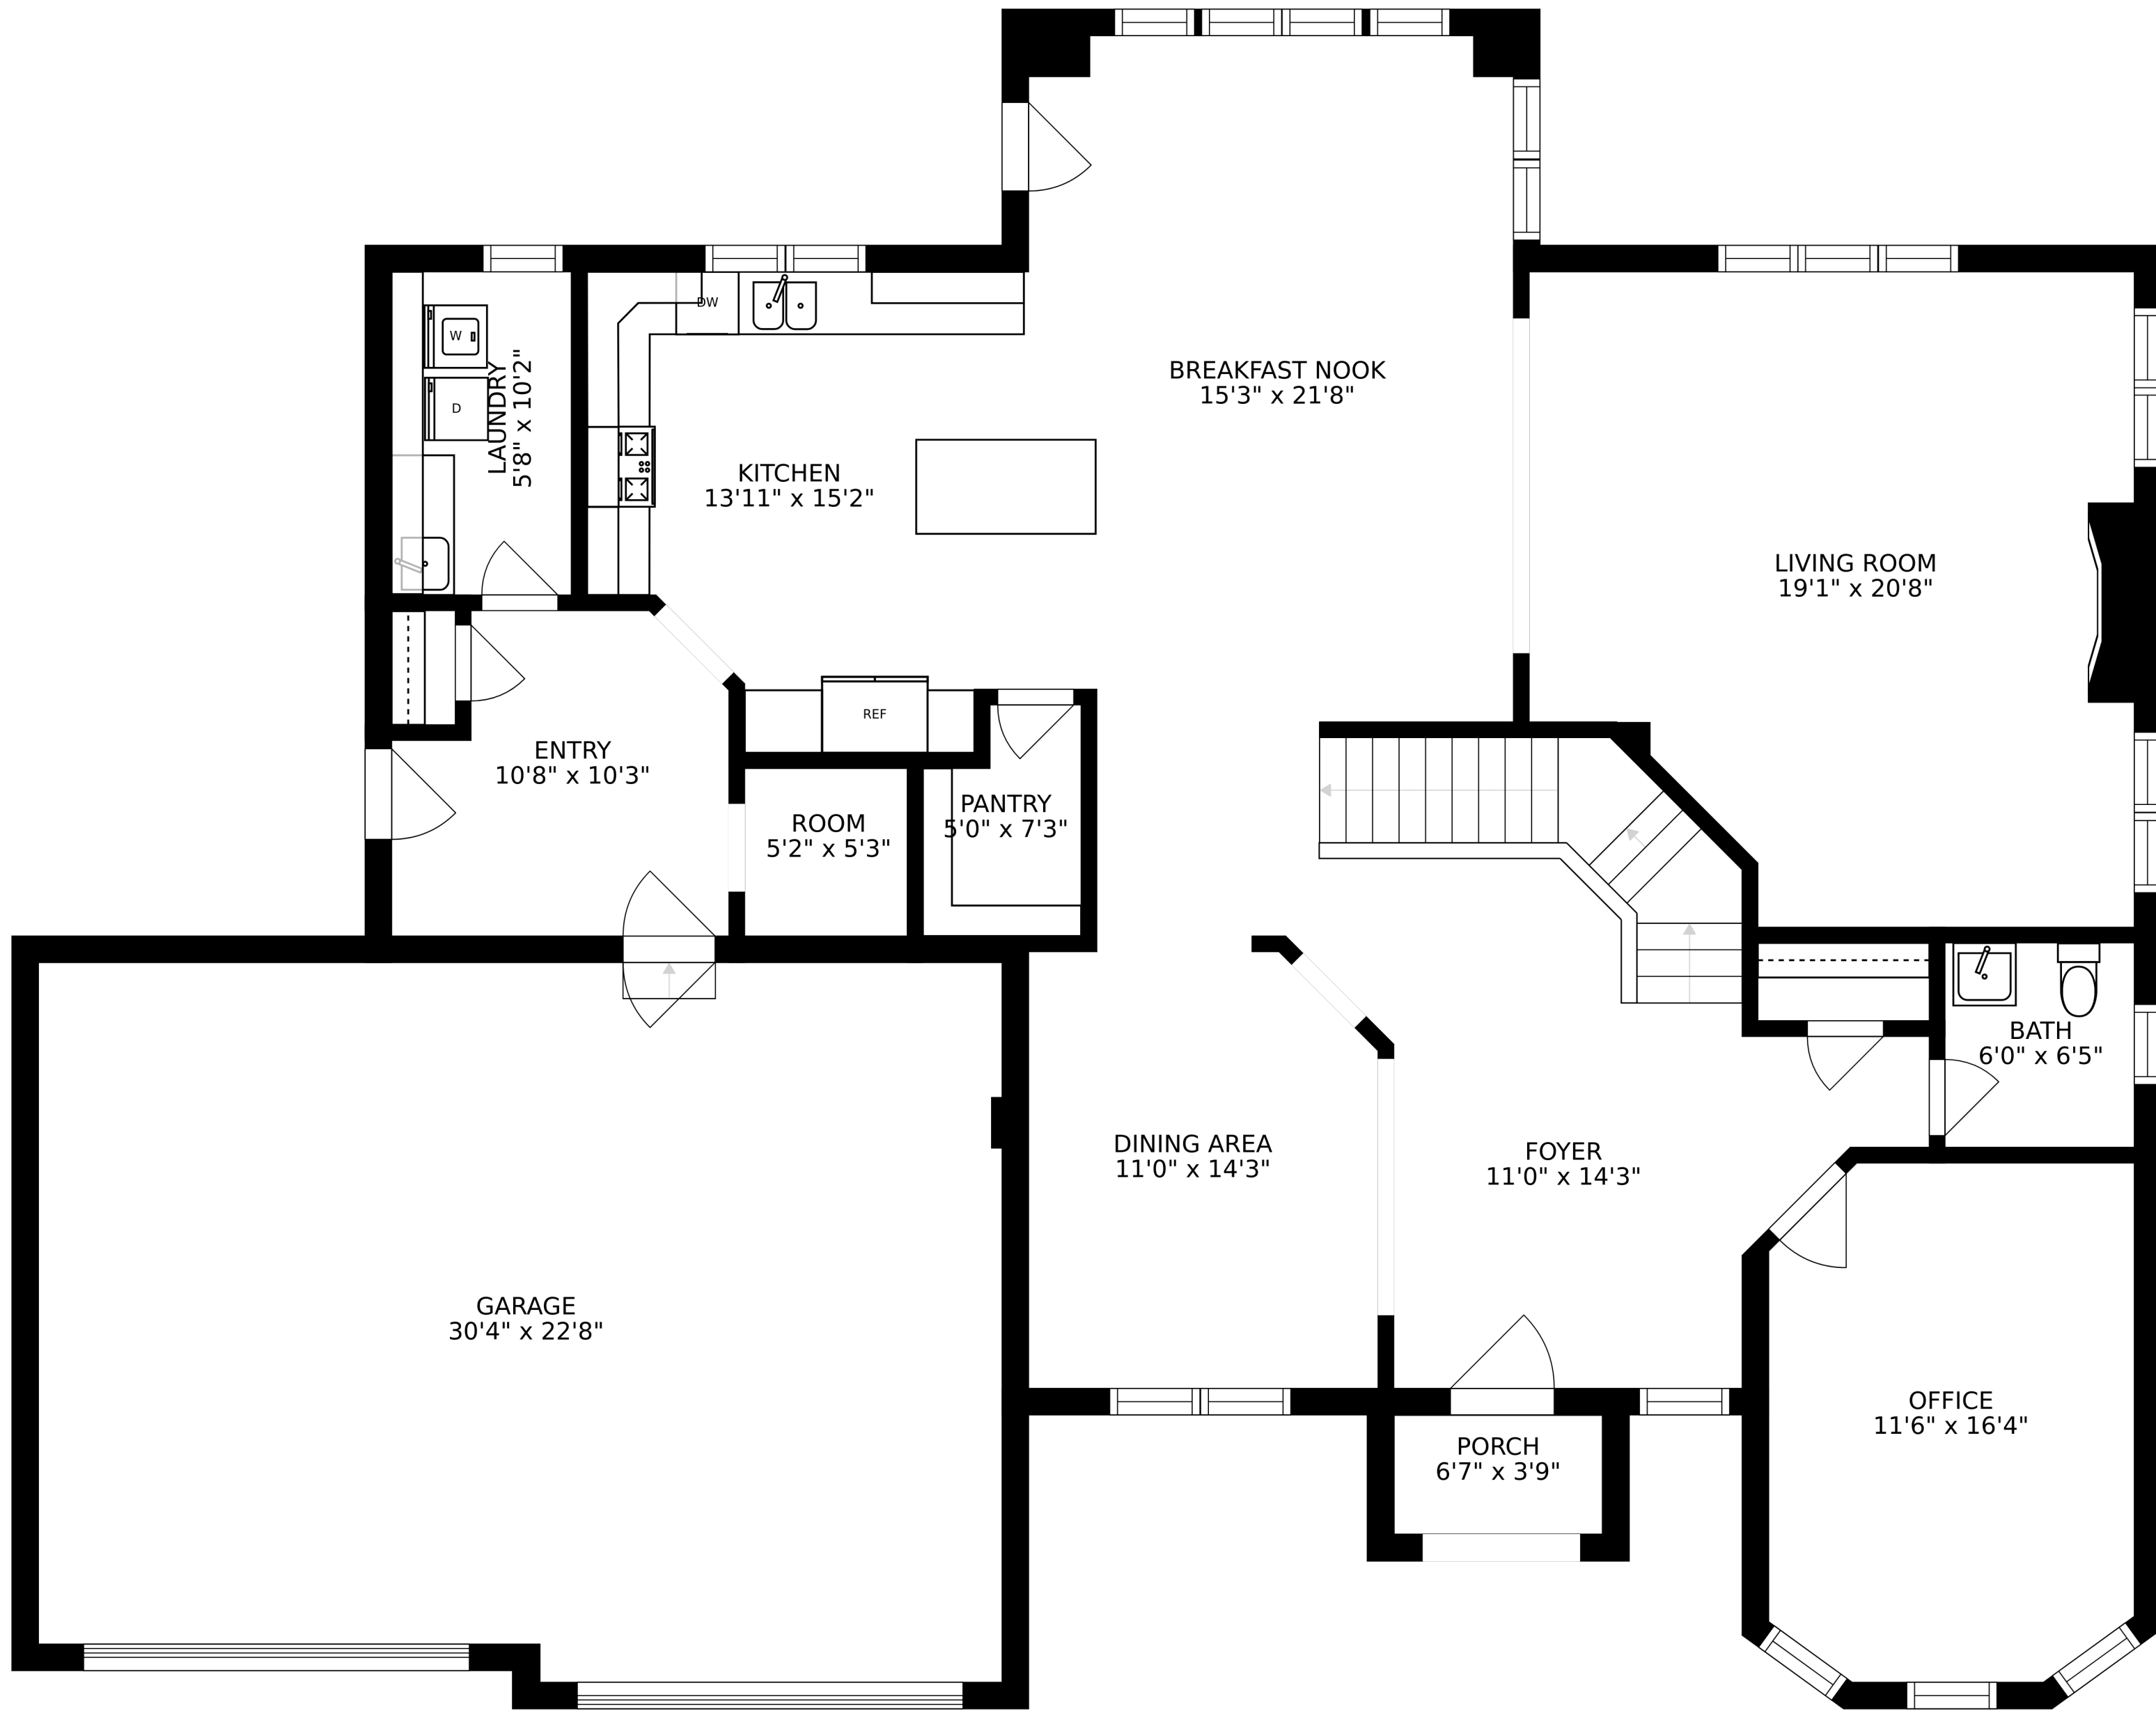 DW
W
D
LAUNDRY
5'8" x 10'2"
BREAKFAST NOOK
15'3" x 21'8"
KITCHEN
13'11" x 15'2"
LIVING ROOM
19'1" x 20'8"
REF
ENTRY
10'8" x 10'3"
ROOM
5'2" x 5'3"
PANTRY
5'0" x 7'3"
BATH
6'0" x 6'5"
DINING AREA
11'0" x 14'3"
FOYER
11'0" x 14'3"
GARAGE
30'4" x 22'8"
OFFICE
11'6" x 16'4"
PORCH
6'7" x 3'9"